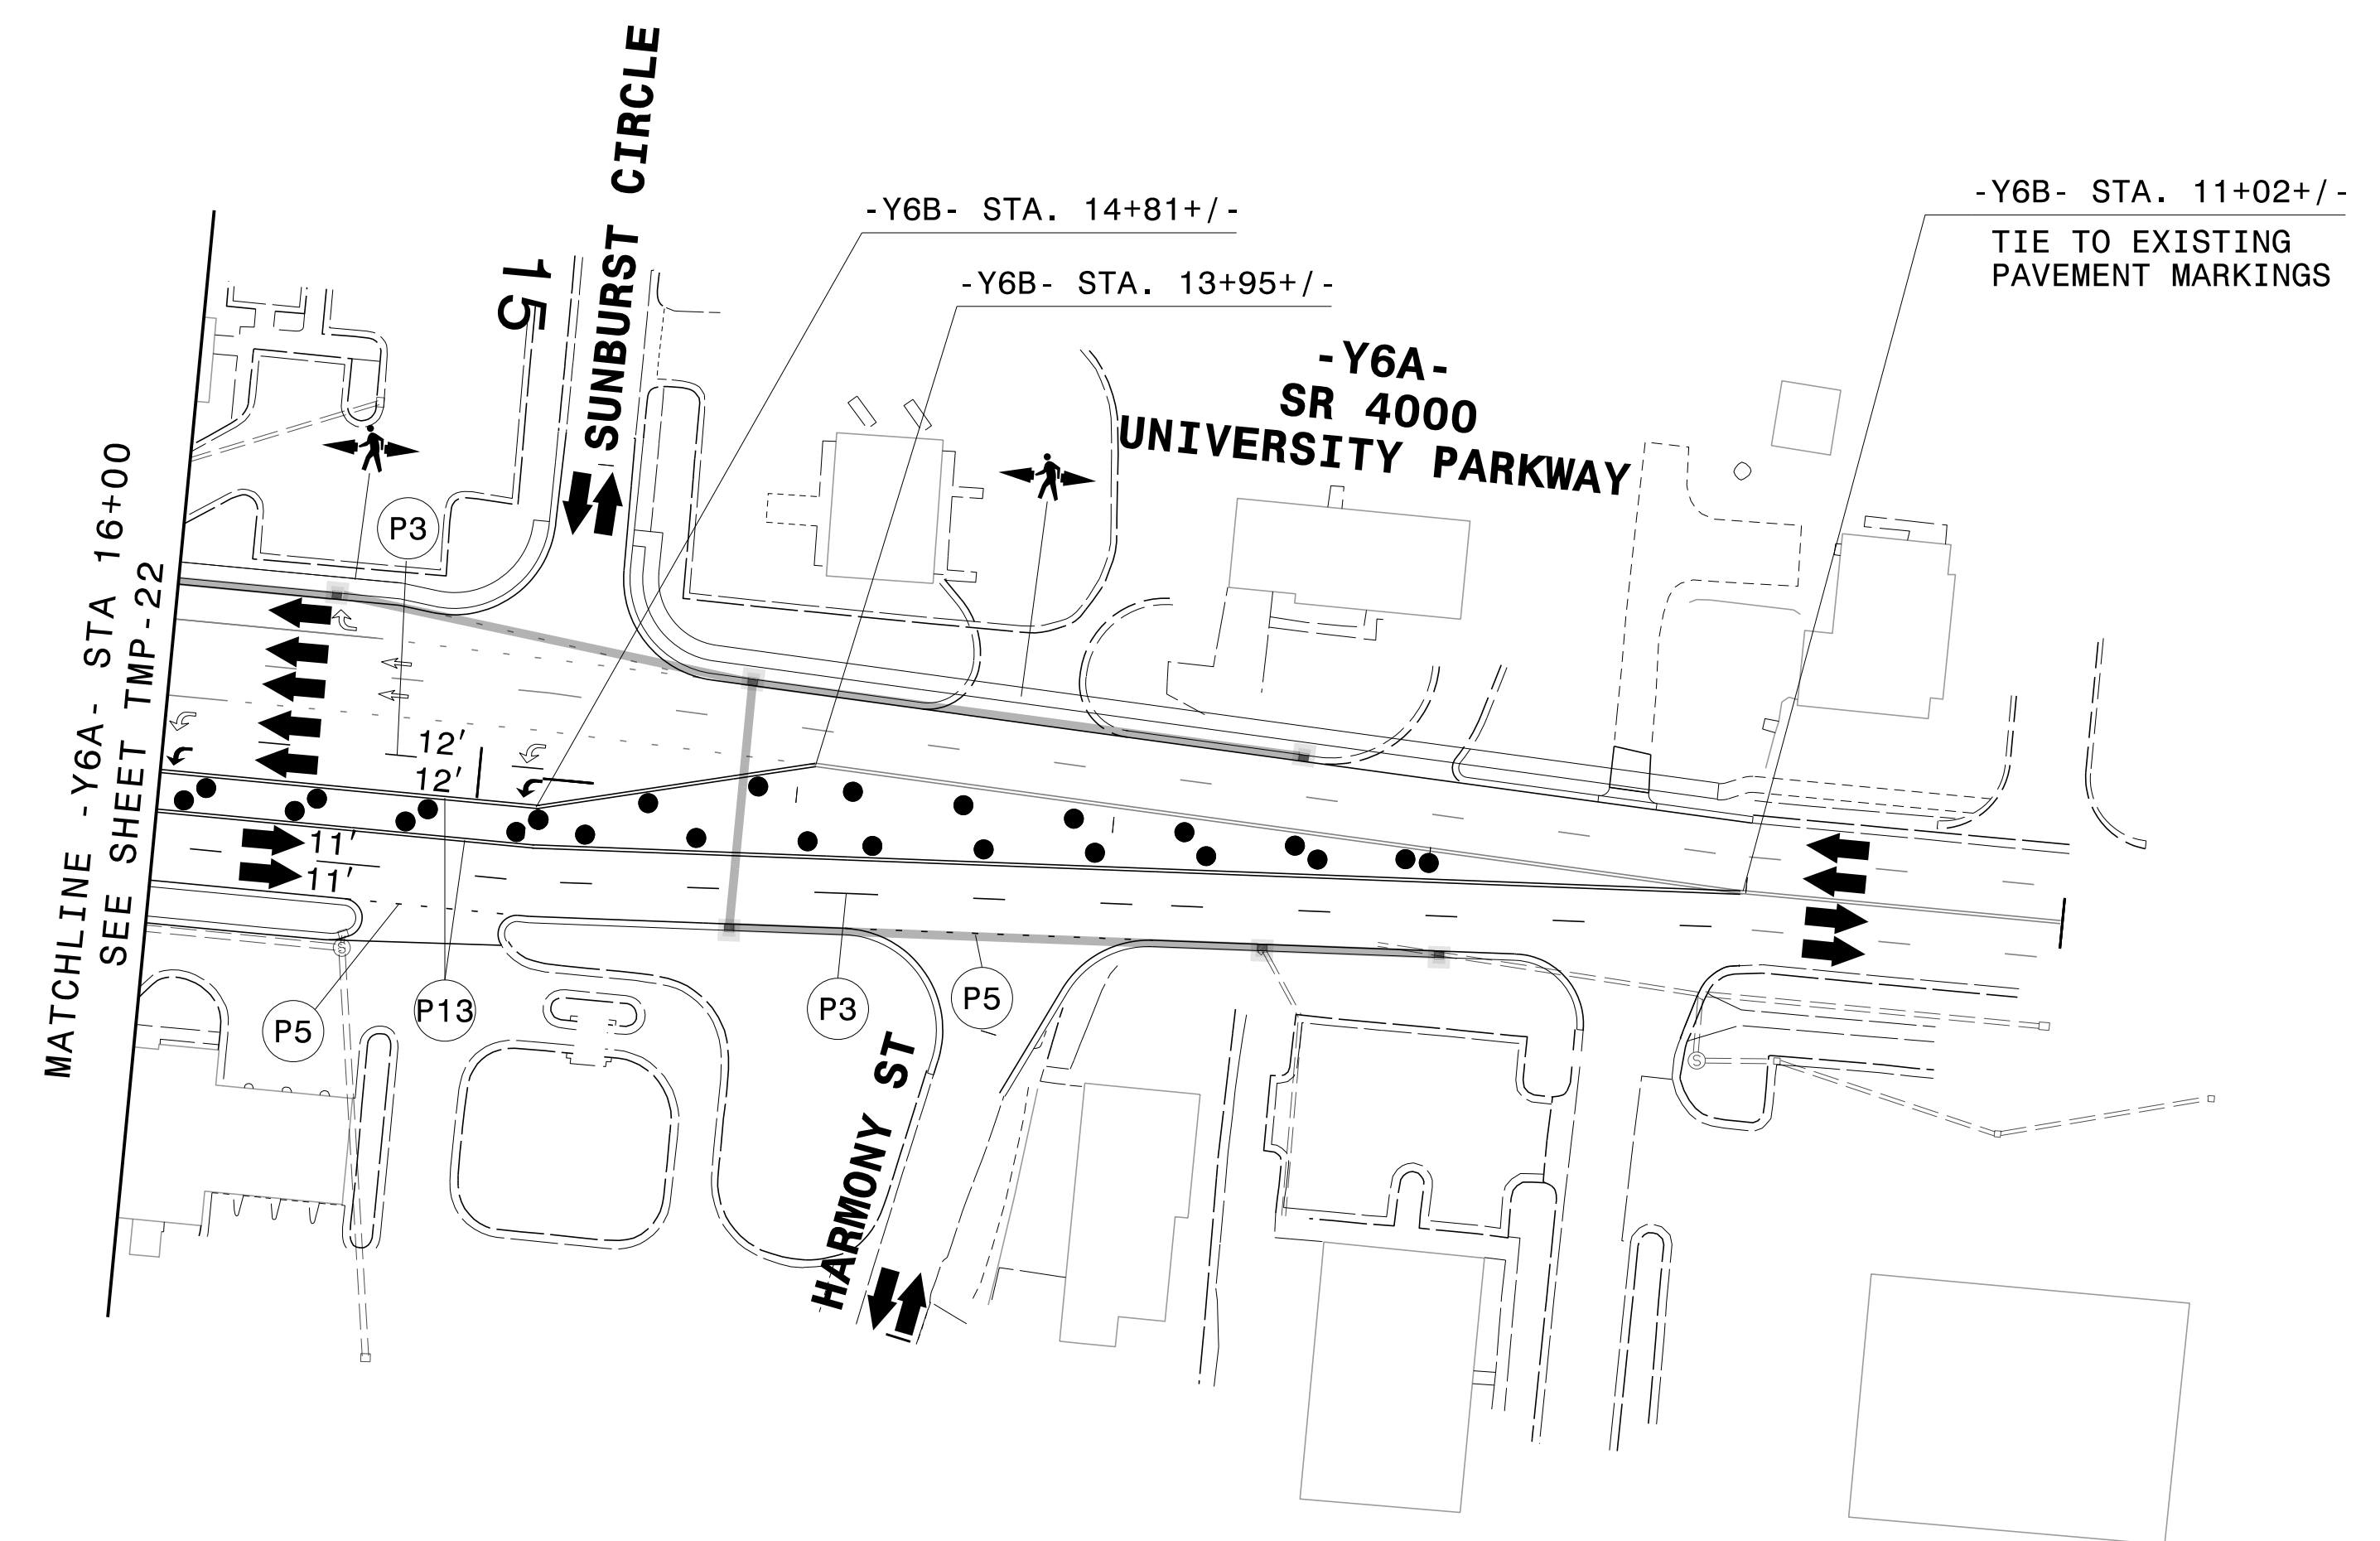 SUNBURST CIRCLE
15
-Y6B- STA. 14+81+/-
-Y6B- STA. 13+95+/-
-Y6B- STA. 11+02+/-
TIE TO EXISTING
PAVEMENT MARKINGS
-Y6A-
SR 4000
UNIVERSITY PARKWAY
MATCHLINE -Y6A- STA 16+00
SEE SHEET TMP-22
P3
12'
12'
11'
11'
S
P5
P13
P3
P5
HARMONY ST
S